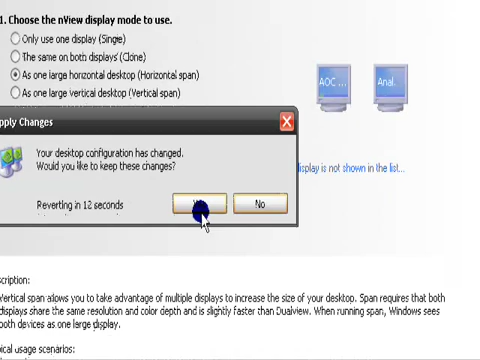 1. Choose the nView display mode to use.
Only use one display (Single)
The same on both displays (Clone)
As one large horizontal desktop (Horizontal span)
As one large vertical desktop (Vertical span)
AOC ...
Anal.
pply Changes
Your desktop configuration has changed.
Would you like to keep these changes?
display is not shown in the list...
Reverting in 12 seconds
No
scription:
Vertical span allows you to take advantage of multiple displays to increase the size of your desktop. Span requires that both
displays share the same resolution and color depth and is slightly faster than Dualview. When running span, Windows sees
both devices as one large display.
pical usage scenarios: